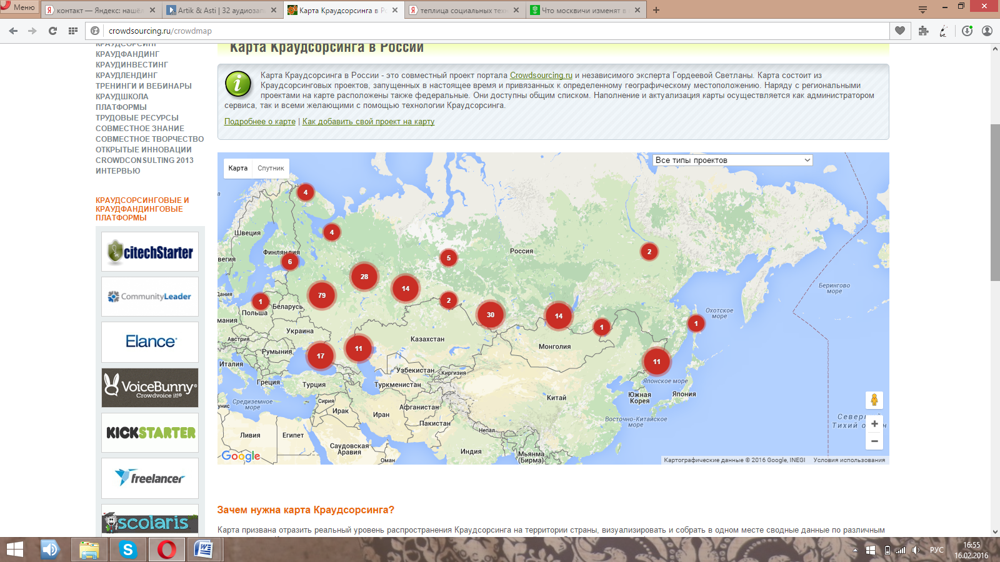 Меню
контакт — Яндекс: нашёл
Artik & Asti | 32 аудиозап
Карта Краудсорсинга в Ро
теплица социальных техн
Что москвичи изменят в
crowdsourcing.ru/crowdmap
КРАУДСОРСИНГ
КРАУДФАНДИНГ
КРАУДИНВЕСТИНГ
КРАУДЛЕНДИНГ
ТРЕНИНГИ И ВЕБИНАРЫ
КРАУДШКОЛА
ПЛАТФОРМЫ
ТРУДОВЫЕ РЕСУРСЫ
СОВМЕСТНОЕ ЗНАНИЕ
СОВМЕСТНОЕ ТВОРЧЕСТВО
ОТКРЫТЫЕ ИННОВАЦИИ
CROWDCONSULTING 2013
ИНТЕРВЬЮ
КРАУДСОРСИНГОВЫЕ И
КРАУДФАНДИНГОВЫЕ
ПЛАТФОРМЫ
citechStarter
CommunityLeader
Elance
VoiceBunny
Crowdvoice it!
KICKSTARTER
freelancer
scolaris
Карта Краудсорсинга в России
Карта Краудсорсинга в России - это совместный проект портала Crowdsourcing.ru и независимого эксперта Гордеевой Светланы. Карта состоит из
Краудсорсинговых проектов, запущенных в настоящее время и привязанных к определенному географическому местоположению. Наряду с региональными
проектами на карте расположены также федеральные. Они доступны общим списком. Наполнение и актуализация карты осуществляется как администратором
сервиса, так и всеми желающими с помощью технологии Краудсорсинга.
Подробнее о карте | Как добавить свой проект на карту
Карта Спутник
Все типы проектов
4
4
Швеция
Финляндия
вегия
6
5
Россия
2
28
14
79
2
30
14
1
1
1
Дания
Польша
Беларусь
мания
Украина
Австрия
Румыния
Италия
17
11
Казахстан
Монголия
11
Берингово
море
Охотское
море
Узбекистан
Киргизия
Греция
Турция
Туркменистан
Японское море
Южная
Корея
Япония
Китай
унис
Средиземное
море
Сирия
Ирак
Иран
Афганистан
Пакистан
Непал
Восточно-Китайское
море
Северный
Тихий океан
Ливия
Египет
Саудовская
Аравия
Оман
Индия
Мьянма
(Бирма)
Google
Картографические данные © 2016 Google, INEGI Условия использования
Зачем нужна карта Краудсорсинга?
Карта призвана отразить реальный уровень распространения Краудсорсинга на территории страны, визуализировать и собрать в одном месте сводные данные по различным
РУС
16:55
16.02.2016